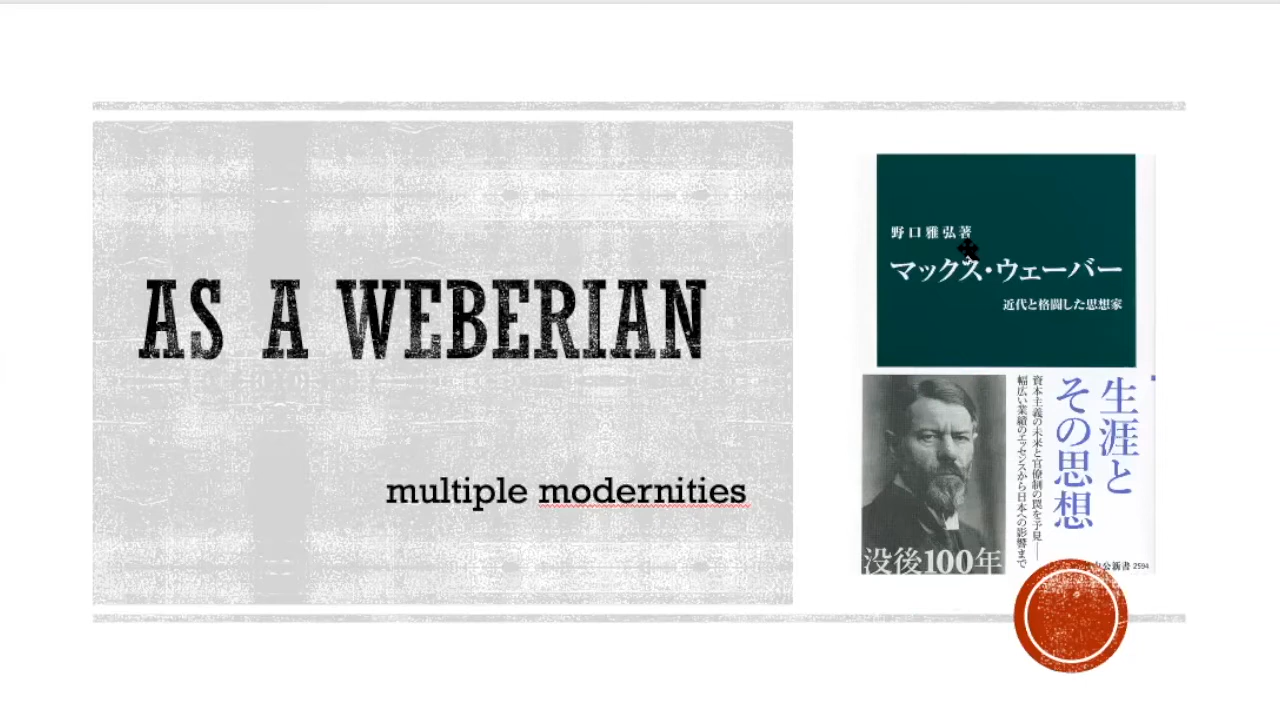 AS A WEBERIAN
multiple modernities
野口雅弘著
マックス・ウェーバー
近代と格闘した思想家
生涯と
その思想
資本主義の未来と官僚制の罠を予見――
幅広い業績のエッセンスから日本への影響まで
没後100年
公新書 2594